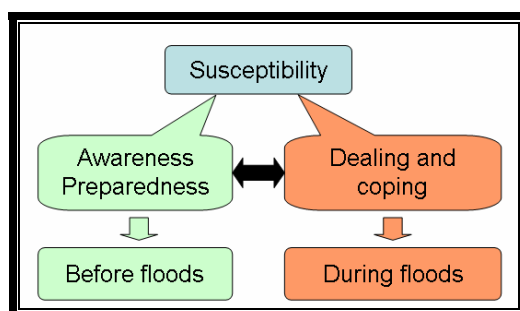 Susceptibility
Awareness
Preparedness
Dealing and
coping
Before floods
During floods